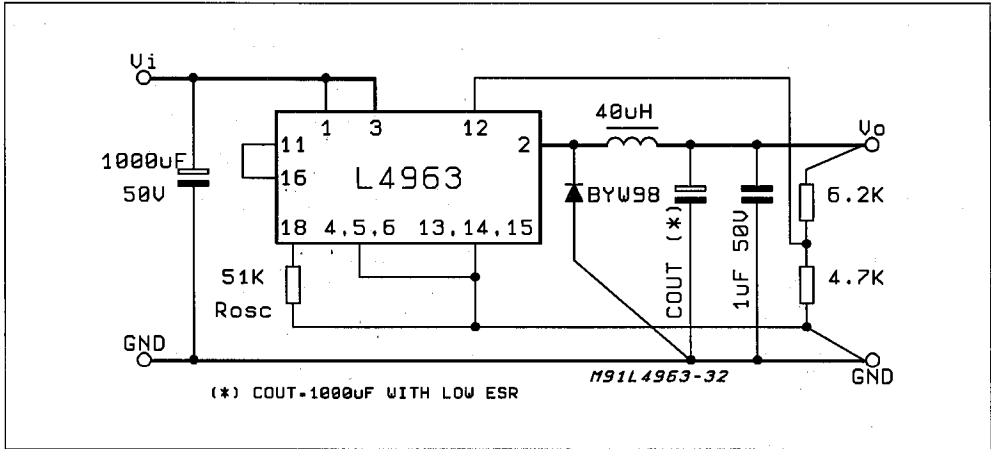 Vi
40uH
Vo
1 3 12
11
2
1000uF
50V
16
L4963
BYW98
6.2K
18 4,5,6 13,14,15
COUT (*)
1uF 50V
51K
Rosc
4.7K
GND
M91L4963-32
GND
(*) COUT=1000uF WITH LOW ESR